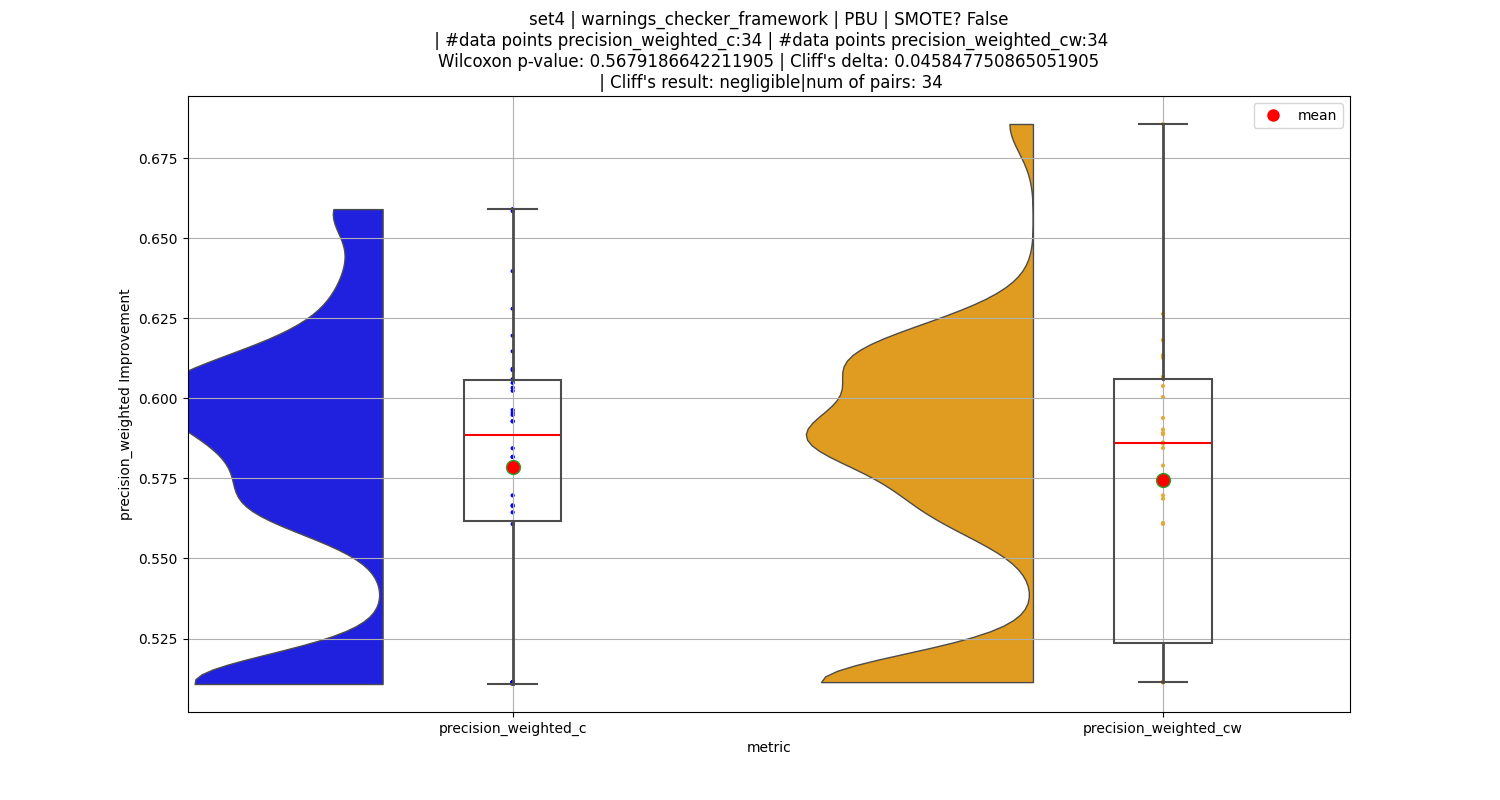 set4 | warnings_checker_framework | PBU | SMOTE? False
| #data points precision_weighted_c:34 | #data points precision_weighted_cw:34
Wilcoxon p-value: 0.5679186642211905 | Cliff's delta: 0.045847750865051905
| Cliff's result: negligible|num of pairs: 34
mean
0.675
0.650
0.625
0.600
0.575
0.550
0.525
precision_weighted Improvement
precision_weighted_c
precision_weighted_cw
metric